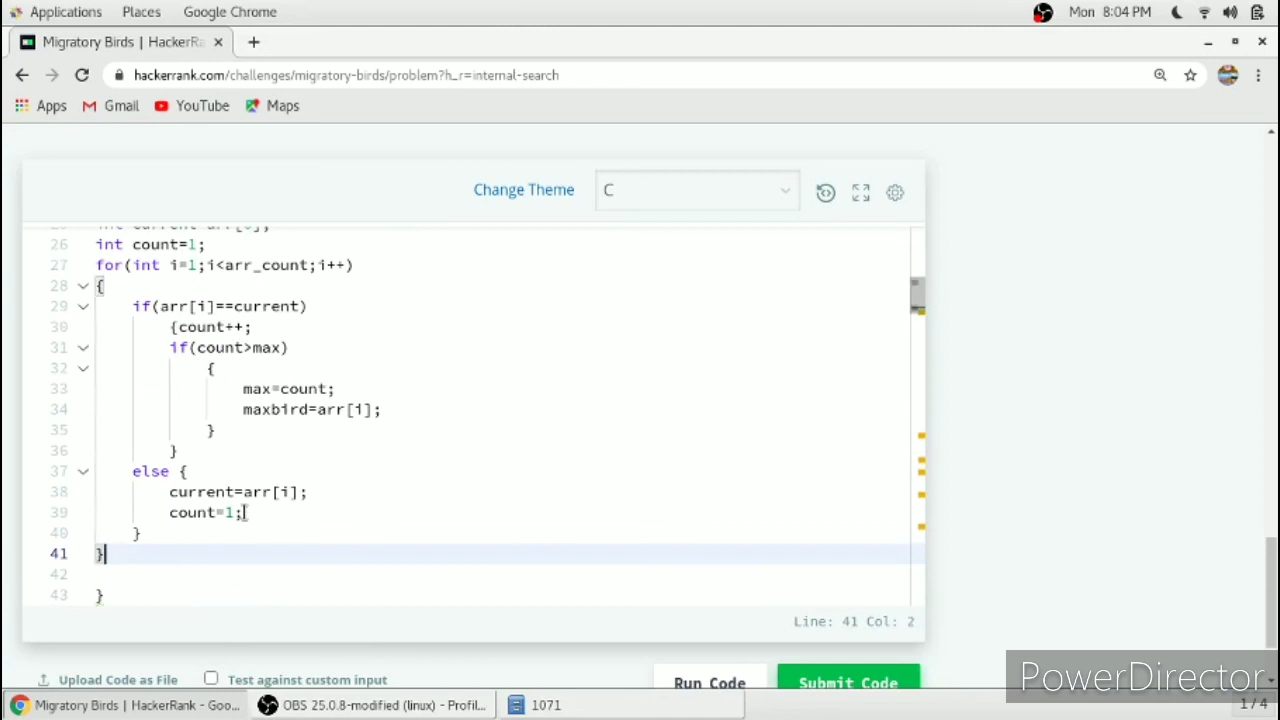 Applications Places Google Chrome Mon 8:04 PM
Migratory Birds | HackerRa
hackerrank.com/challenges/migratory-birds/problem?h_r=internal-search
Apps Gmail YouTube Maps
Change Theme C
26 int count=1;
27 for(int i=1;i<arr_count;i++)
28 {
29 if(arr[i]==current)
30 {count++;
31 if(count>max)
32 {
33 max=count;
34 maxbird=arr[i];
35 }
36 }
37 else {
38 current=arr[i];
39 count=1;
40 }
41 }
42
43 }
Line: 41 Col: 2
Upload Code as File Test against custom input Run Code Submit Code
PowerDirector
Migratory Birds | HackerRank - Goo... OBS 25.0.8-modified (linux) - Profil... 1071 1 / 4